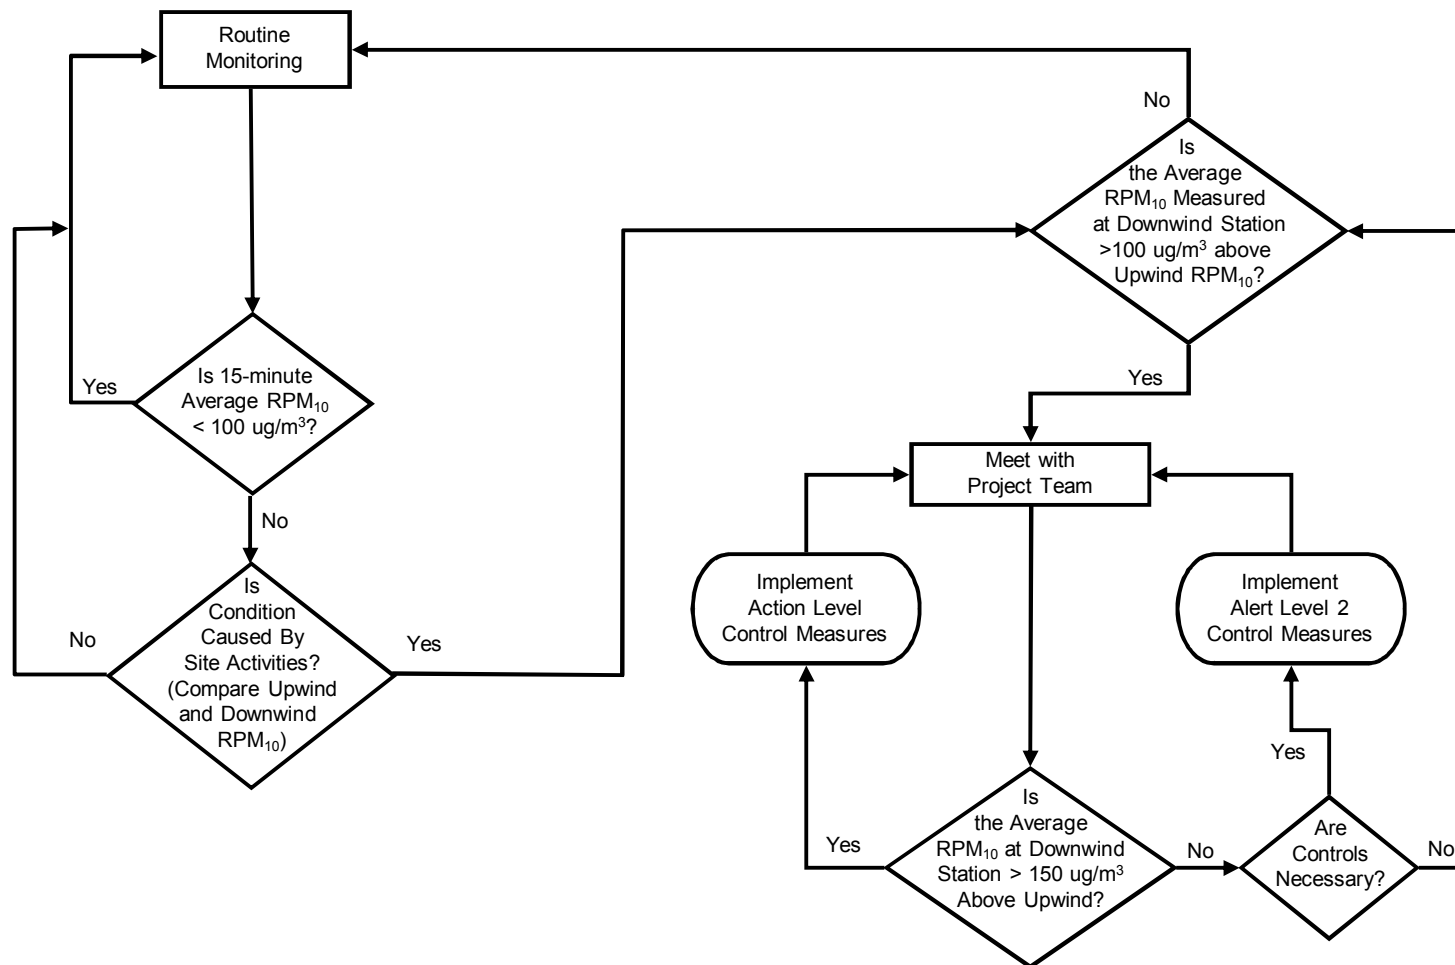 Routine
Monitoring
No
Is
the Average
RPM₁₀ Measured
at Downwind Station
>100 ug/m³ above
Upwind RPM₁₀?
Yes
Is 15-minute
Average RPM₁₀
< 100 ug/m³?
Yes
No
Is
Condition
Caused By
Site Activities?
(Compare Upwind
and Downwind
RPM₁₀)
No
Yes
Meet with
Project Team
Implement
Action Level
Control Measures
Implement
Alert Level 2
Control Measures
Is
the Average
RPM₁₀ at Downwind
Station > 150 ug/m³
Above Upwind?
Yes
No
Are
Controls
Necessary?
Yes
No